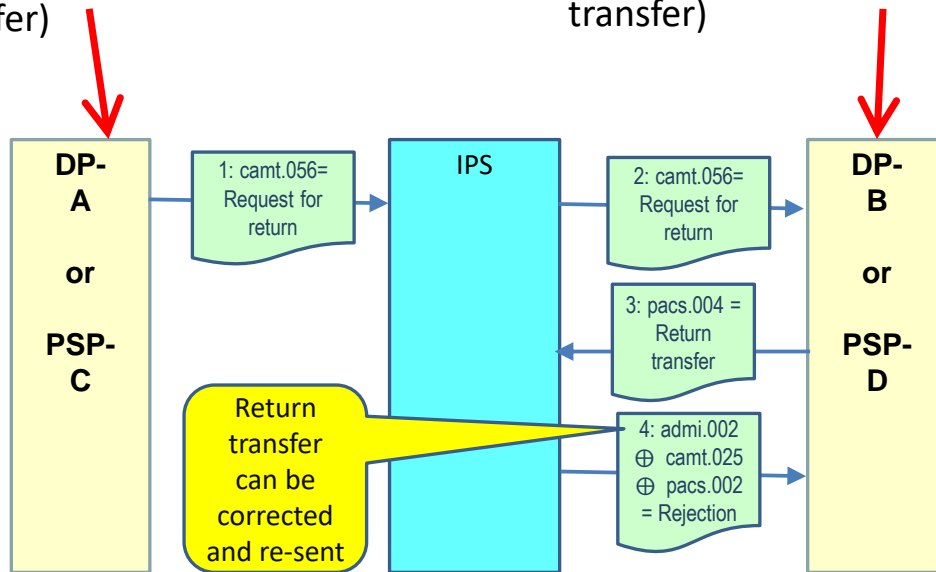 fer)
transfer)
DP-
A
or
PSP-
C
1: camt.056=
Request for
return
IPS
2: camt.056=
Request for
return
DP-
B
or
PSP-
D
3: pacs.004 =
Return
transfer
Return
transfer
can be
corrected
and re-sent
4: admi.002
⊕ camt.025
⊕ pacs.002
= Rejection